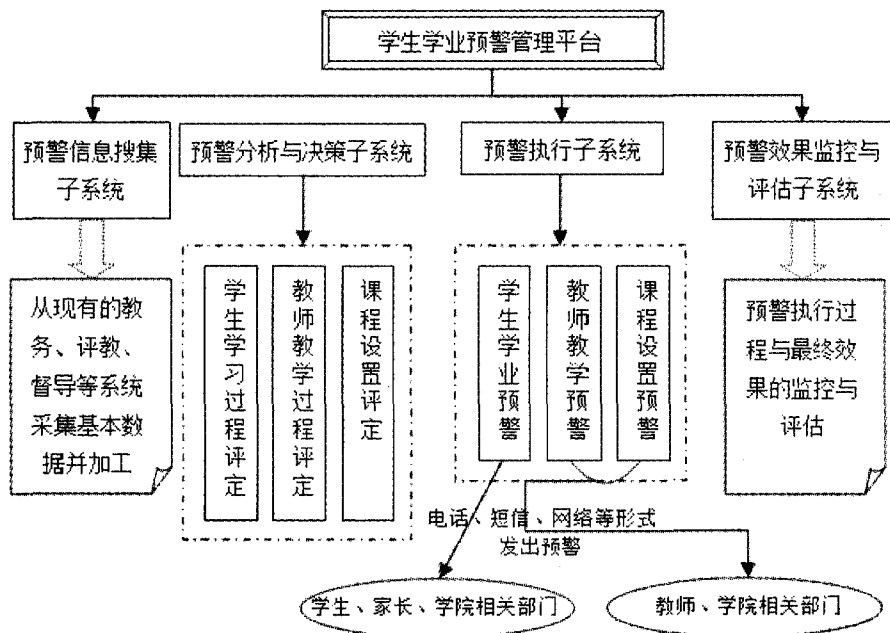 学生学业预警管理平台
预警信息搜集
子系统
预警分析与决策子系统
预警执行子系统
预警效果监控与
评估子系统
从现有的教
务、评教、
督导等系统
采集基本数
据并加工
学生学习过程评定
教师教学过程评定
课程设置评定
学生学业预警
教师教学预警
课程设置预警
预警执行过
程与最终效
果的监控与
评估
电话、短信、网络等形式
发出预警
学生、家长、学院相关部门
教师、学院相关部门